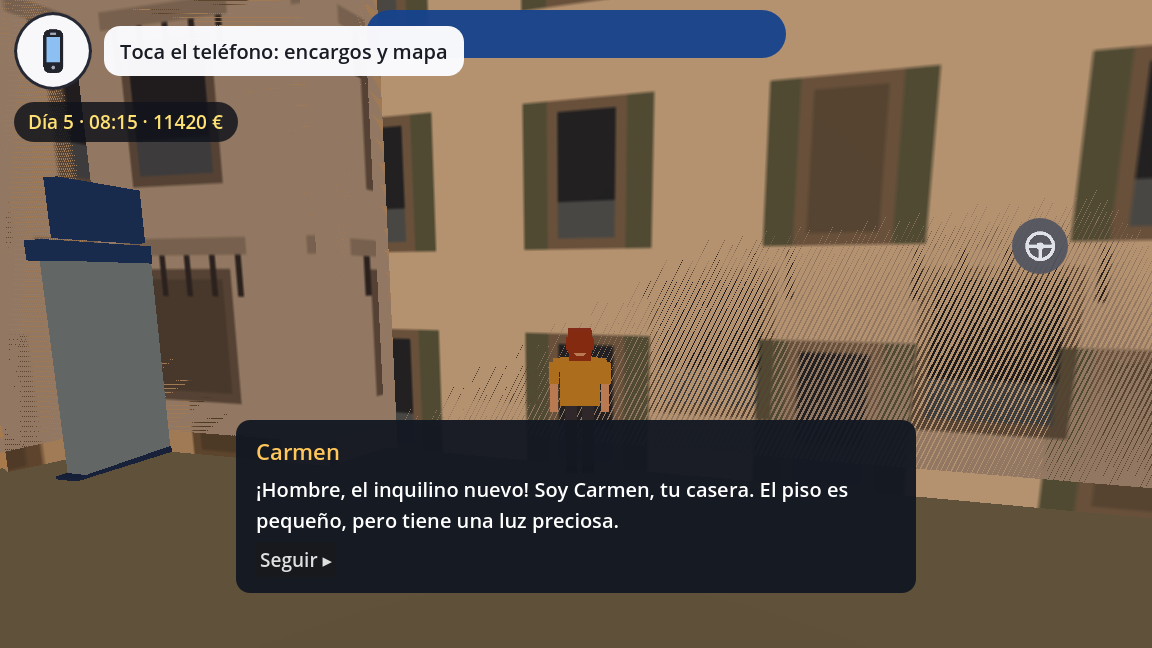 Toca el teléfono: encargos y mapa
Día 5 · 08:15 · 11420 €
Carmen
¡Hombre, el inquilino nuevo! Soy Carmen, tu casera. El piso es
pequeño, pero tiene una luz preciosa.
Seguir ▸